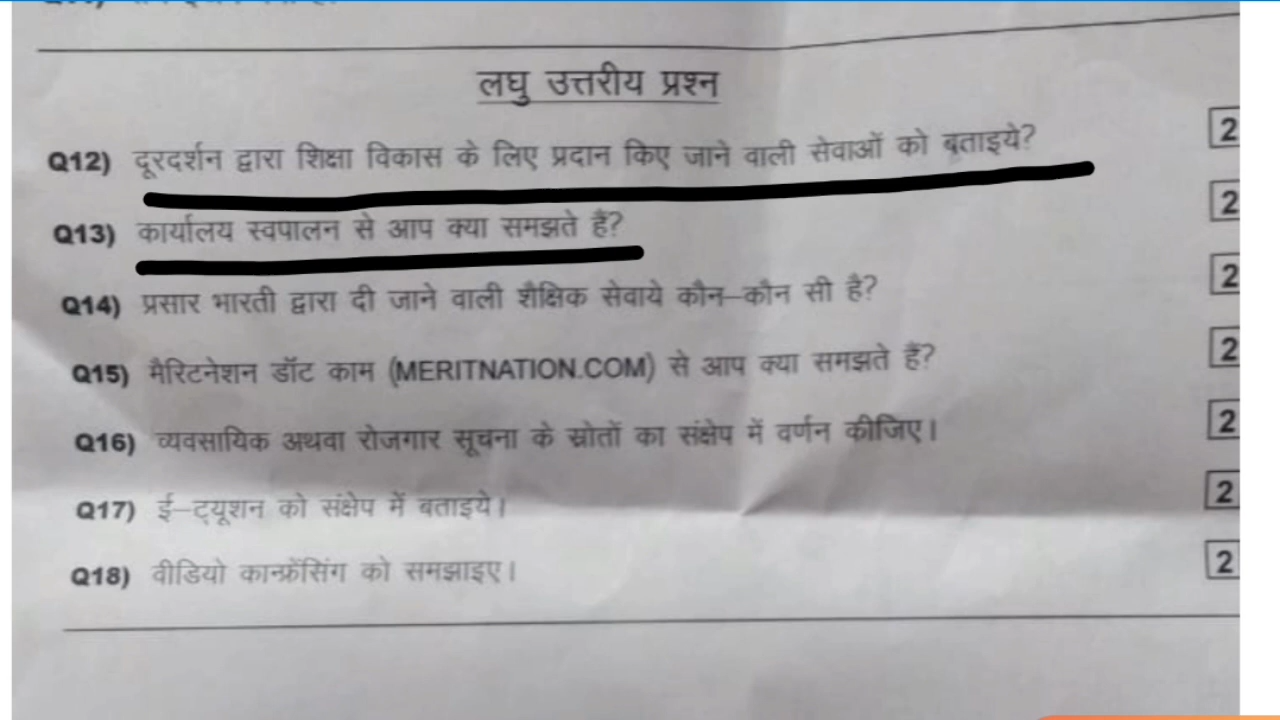 लघु उत्तरीय प्रश्न
Q12) दूरदर्शन द्वारा शिक्षा विकास के लिए प्रदान किए जाने वाली सेवाओं को बताइये? 2
Q13) कार्यालय स्वपालन से आप क्या समझते हैं? 2
Q14) प्रसार भारती द्वारा दी जाने वाली शैक्षिक सेवाये कौन–कौन सी है? 2
Q15) मैरिटनेशन डॉट काम (MERITNATION.COM) से आप क्या समझते हैं? 2
Q16) व्यवसायिक अथवा रोजगार सूचना के स्रोतों का संक्षेप में वर्णन कीजिए। 2
Q17) ई–ट्यूशन को संक्षेप में बताइये। 2
Q18) वीडियो कान्फ्रेंसिंग को समझाइए। 2